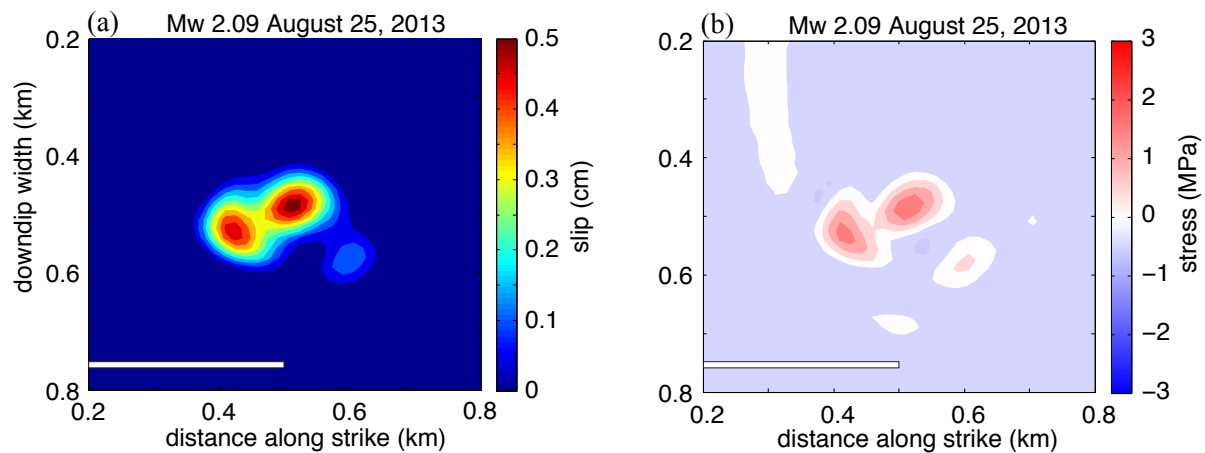 (a) Mw 2.09 August 25, 2013
0.2
0.4
0.6
0.8
downdip width (km)
0.2 0.4 0.6 0.8
distance along strike (km)
0.5
0.4
0.3
0.2
0.1
0
slip (cm)
(b) Mw 2.09 August 25, 2013
0.2
0.4
0.6
0.8
0.2 0.4 0.6 0.8
distance along strike (km)
3
2
1
0
−1
−2
−3
stress (MPa)